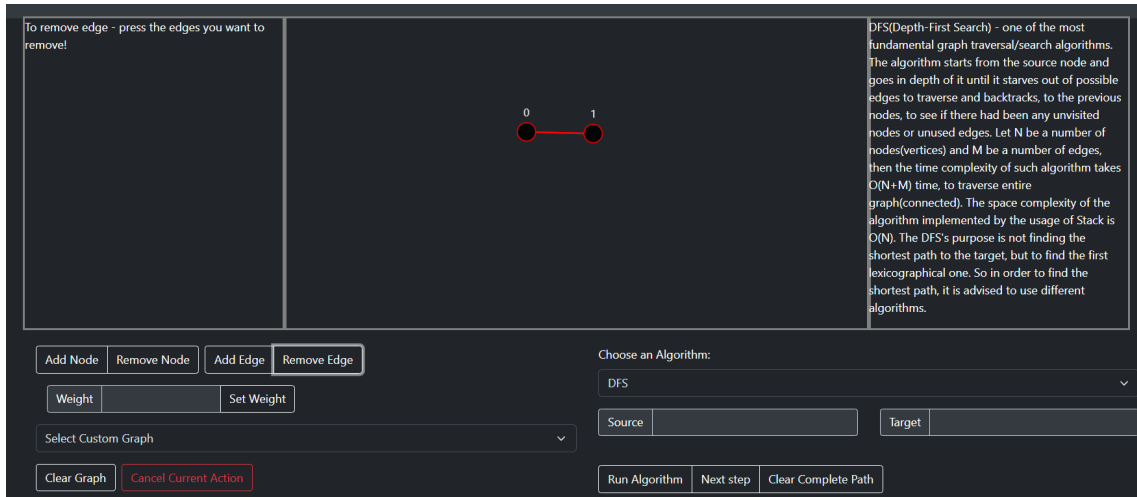 To remove edge - press the edges you want to
remove!
0
1
DFS(Depth-First Search) - one of the most
fundamental graph traversal/search algorithms.
The algorithm starts from the source node and
goes in depth of it until it starves out of possible
edges to traverse and backtracks, to the previous
nodes, to see if there had been any unvisited
nodes or unused edges. Let N be a number of
nodes(vertices) and M be a number of edges,
then the time complexity of such algorithm takes
O(N+M) time, to traverse entire
graph(connected). The space complexity of the
algorithm implemented by the usage of Stack is
O(N). The DFS's purpose is not finding the
shortest path to the target, but to find the first
lexicographical one. So in order to find the
shortest path, it is advised to use different
algorithms.
Add Node
Remove Node
Add Edge
Remove Edge
Weight
Set Weight
Select Custom Graph
Clear Graph
Cancel Current Action
Choose an Algorithm:
DFS
Source
Target
Run Algorithm
Next step
Clear Complete Path